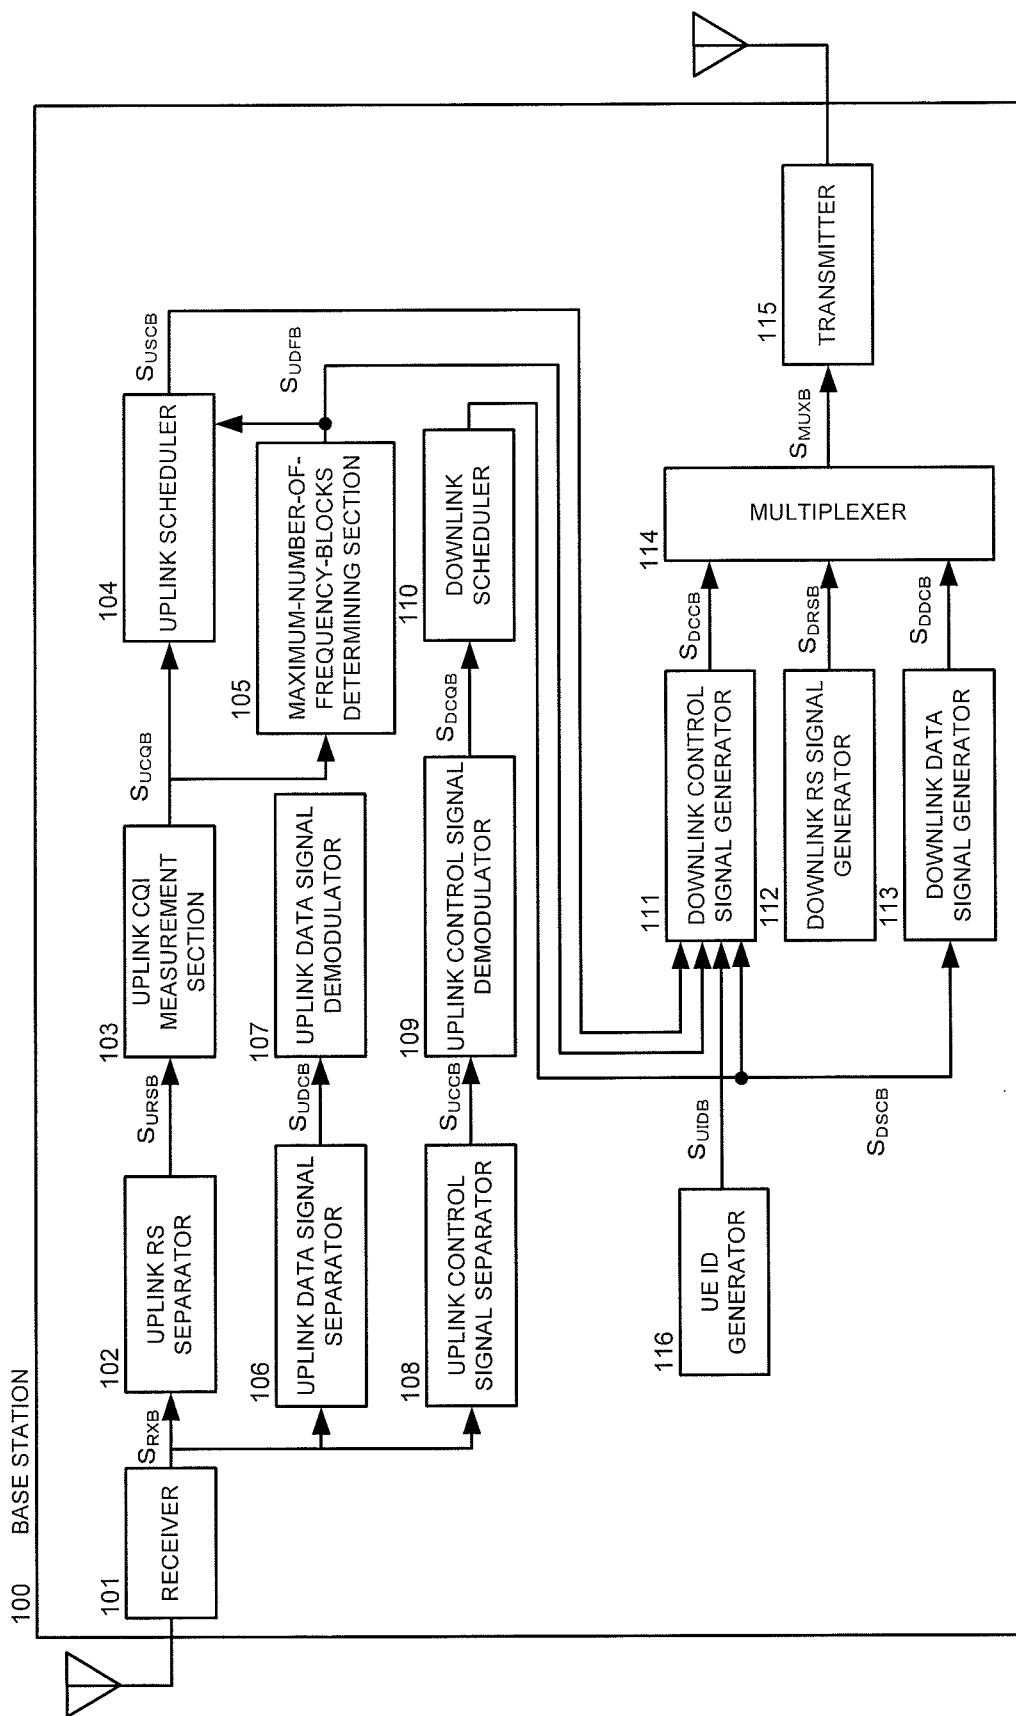 100 BASE STATION
101
RECEIVER
SRXB
102
UPLINK RS
SEPARATOR
SURSB
103
UPLINK CQI
MEASUREMENT
SECTION
SUCQB
104
UPLINK SCHEDULER
SUSCB
105
MAXIMUM-NUMBER-OF-
FREQUENCY-BLOCKS
DETERMINING SECTION
SUDFB
106
UPLINK DATA SIGNAL
SEPARATOR
SUDCB
107
UPLINK DATA SIGNAL
DEMODULATOR
108
UPLINK CONTROL
SIGNAL SEPARATOR
SUCCB
109
UPLINK CONTROL SIGNAL
DEMODULATOR
SDCQB
110
DOWNLINK
SCHEDULER
116
UE ID
GENERATOR
SUIDB
SDSCB
111
DOWNLINK CONTROL
SIGNAL GENERATOR
SDCCB
112
DOWNLINK RS SIGNAL
GENERATOR
SDRSB
113
DOWNLINK DATA
SIGNAL GENERATOR
SDDCB
114
MULTIPLEXER
SMUXB
115
TRANSMITTER